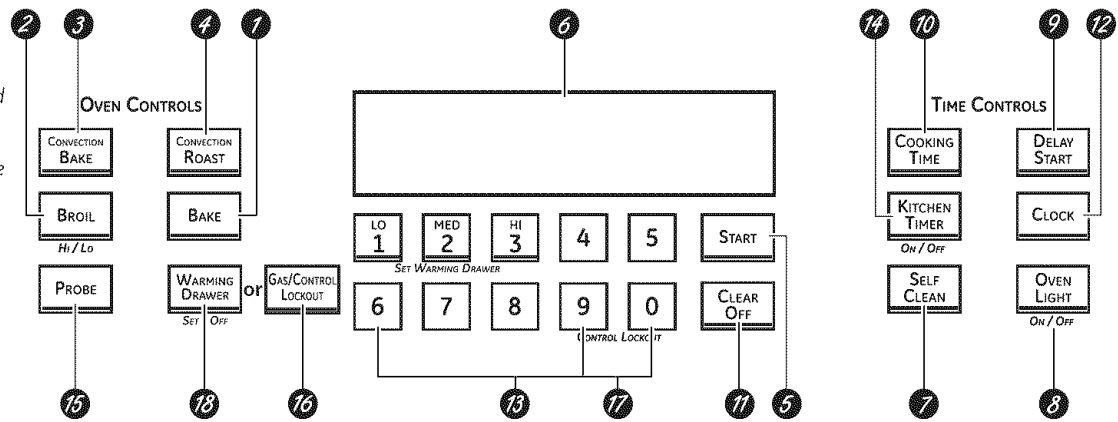 2 3 4 1 6 14 10 9 12
d
OVEN CONTROLS
TIME CONTROLS
CONVECTION BAKE
CONVECTION ROAST
COOKING TIME
DELAY START
e
BROIL
HI / LO
BAKE
LO 1
MED 2
HI 3
4
5
START
SET WARMING DRAWER
KITCHEN TIMER
ON / OFF
CLOCK
PROBE
WARMING DRAWER
SET OFF
or
GAS/CONTROL LOCKOUT
6
7
8
9
0
CONTROL LOCKOUT
CLEAR OFF
SELF CLEAN
OVEN LIGHT
ON / OFF
15 18 16 13 17 11 5 7 8